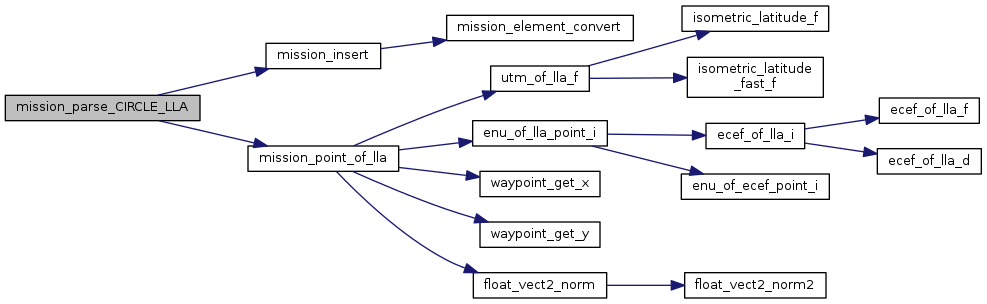 mission_parse_CIRCLE_LLA
mission_insert
mission_element_convert
mission_point_of_lla
utm_of_lla_f
isometric_latitude_f
isometric_latitude
_fast_f
enu_of_lla_point_i
ecef_of_lla_i
ecef_of_lla_f
ecef_of_lla_d
enu_of_ecef_point_i
waypoint_get_x
waypoint_get_y
float_vect2_norm
float_vect2_norm2